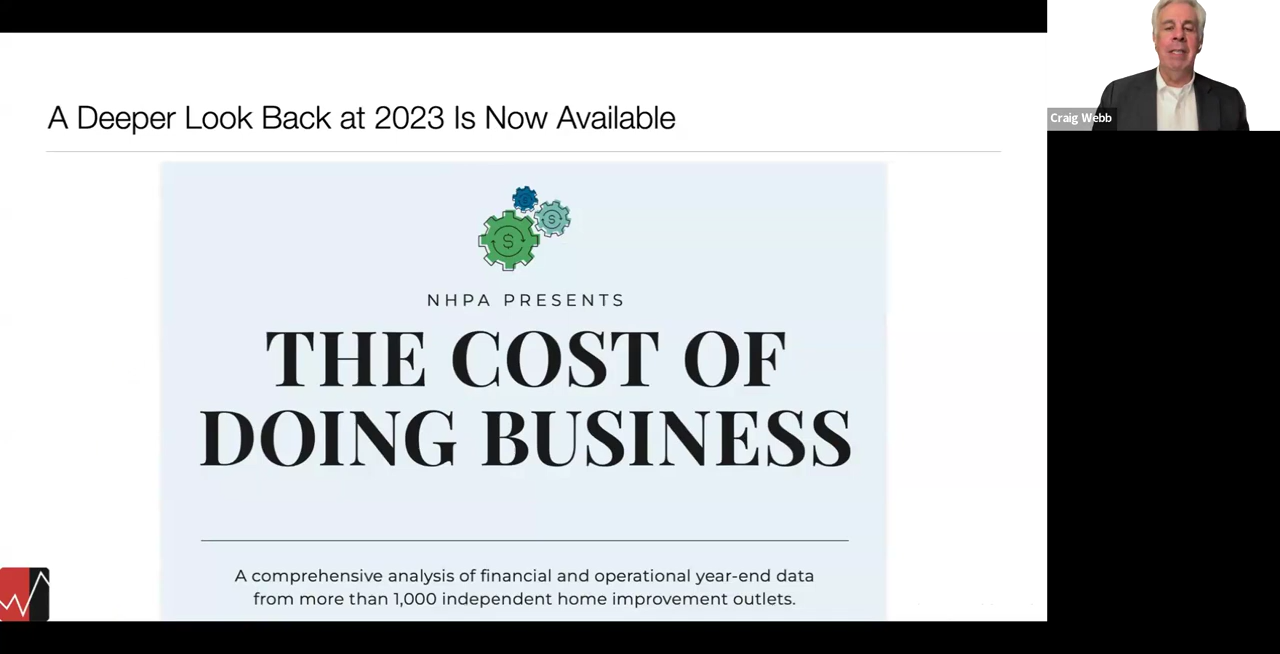 A Deeper Look Back at 2023 Is Now Available
Craig Webb
NHPA PRESENTS
THE COST OF
DOING BUSINESS
A comprehensive analysis of financial and operational year-end data
from more than 1,000 independent home improvement outlets.